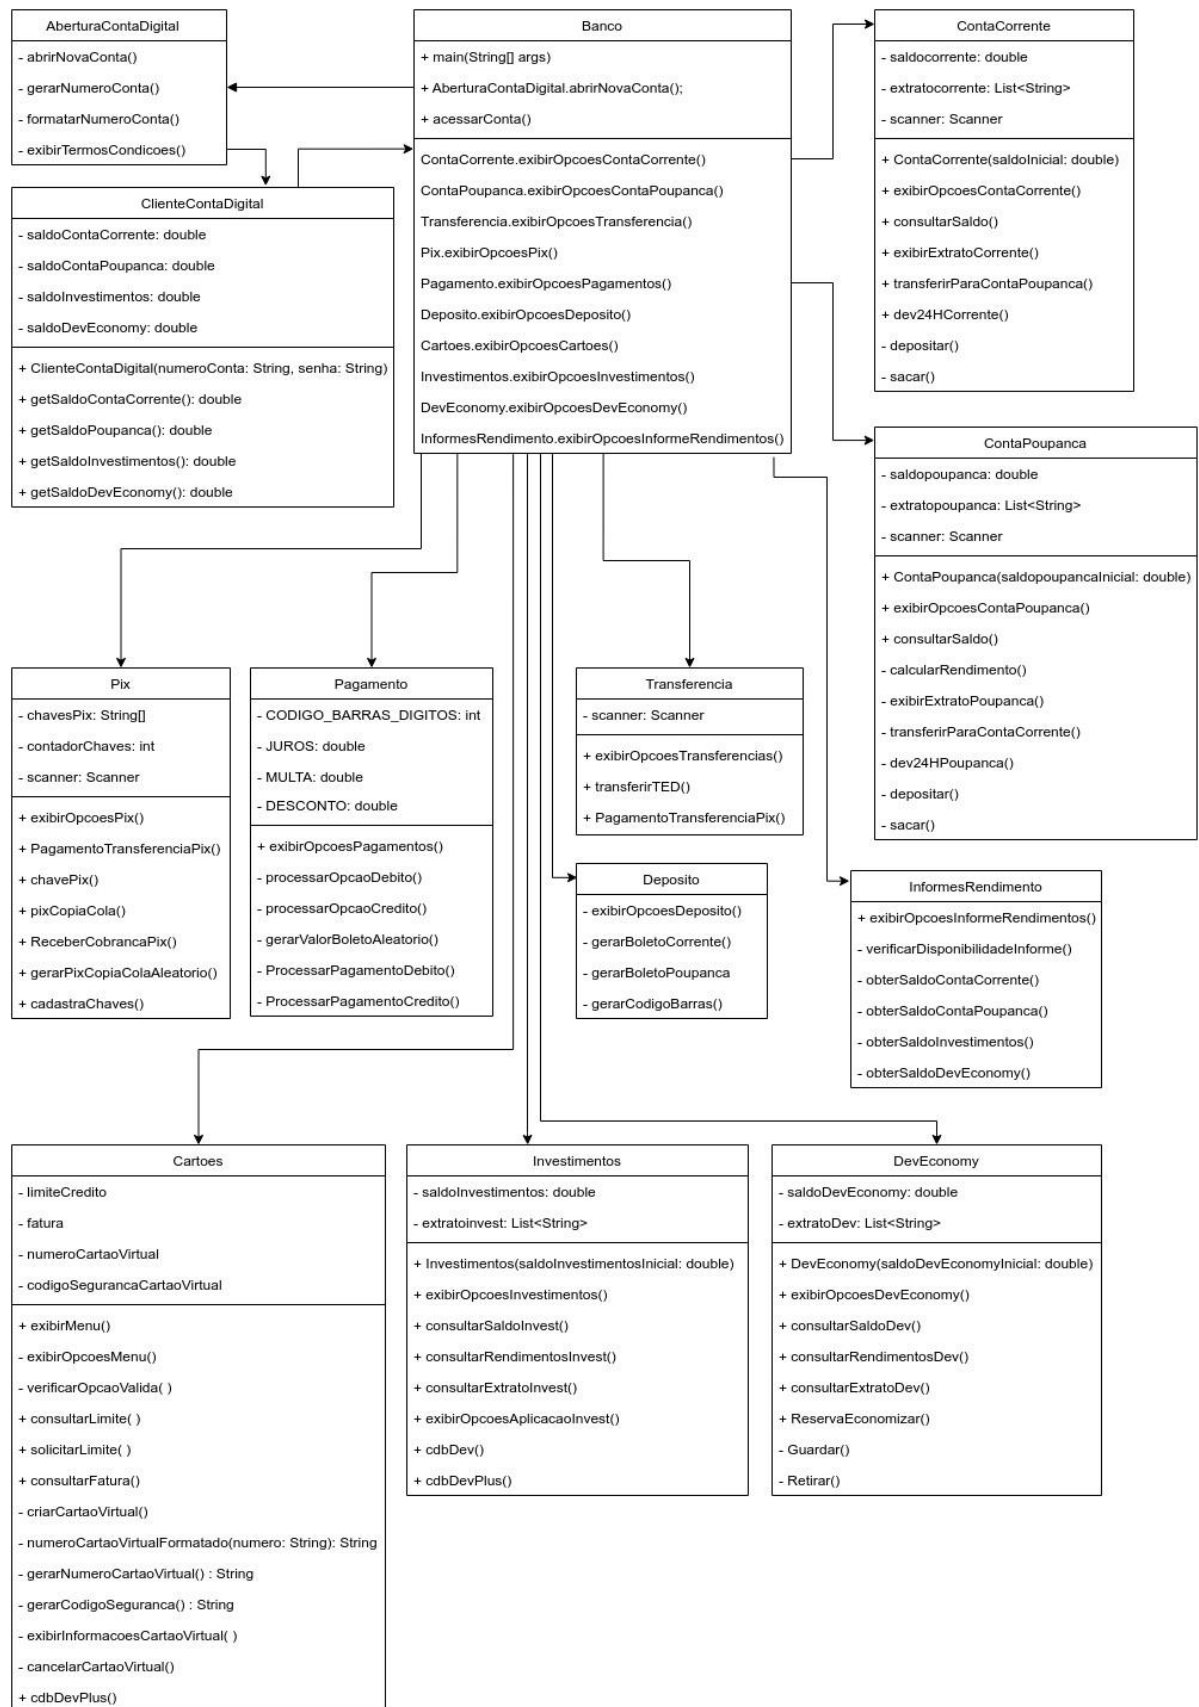 AberturaContaDigital
- abrirNovaConta()
- gerarNumeroConta()
- formatarNumeroConta()
- exibirTermosCondicoes()
Banco
+ main(String[] args)
+ AberturaContaDigital.abrirNovaConta();
+ acessarConta()
ContaCorrente.exibirOpcoesContaCorrente()
ContaPoupanca.exibirOpcoesContaPoupanca()
Transferencia.exibirOpcoesTransferencia()
Pix.exibirOpcoesPix()
Pagamento.exibirOpcoesPagamentos()
Deposito.exibirOpcoesDeposito()
Cartoes.exibirOpcoesCartoes()
Investimentos.exibirOpcoesInvestimentos()
DevEconomy.exibirOpcoesDevEconomy()
InformesRendimento.exibirOpcoesInformeRendimentos()
ContaCorrente
- saldocorrente: double
- extratocorrente: List<String>
- scanner: Scanner
+ ContaCorrente(saldoInicial: double)
+ exibirOpcoesContaCorrente()
+ consultarSaldo()
+ exibirExtratoCorrente()
+ transferirParaContaPoupanca()
+ dev24HCorrente()
- depositar()
- sacar()
ClienteContaDigital
- saldoContaCorrente: double
- saldoContaPoupanca: double
- saldoInvestimentos: double
- saldoDevEconomy: double
+ ClienteContaDigital(numeroConta: String, senha: String)
+ getSaldoContaCorrente(): double
+ getSaldoPoupanca(): double
+ getSaldoInvestimentos(): double
+ getSaldoDevEconomy(): double
ContaPoupanca
- saldopoupanca: double
- extratopoupanca: List<String>
- scanner: Scanner
+ ContaPoupanca(saldopoupancaInicial: double)
+ exibirOpcoesContaPoupanca()
+ consultarSaldo()
- calcularRendimento()
- exibirExtratoPoupanca()
- transferirParaContaCorrente()
- dev24HPoupanca()
- depositar()
- sacar()
Pix
- chavesPix: String[]
- contadorChaves: int
- scanner: Scanner
+ exibirOpcoesPix()
+ PagamentoTransferenciaPix()
+ chavePix()
+ pixCopiaCola()
+ ReceberCobrancaPix()
+ gerarPixCopiaColaAleatorio()
+ cadastraChaves()
Pagamento
- CODIGO_BARRAS_DIGITOS: int
- JUROS: double
- MULTA: double
- DESCONTO: double
+ exibirOpcoesPagamentos()
- processarOpcaoDebito()
- processarOpcaoCredito()
- gerarValorBoletoAleatorio()
- ProcessarPagamentoDebito()
- ProcessarPagamentoCredito()
Transferencia
- scanner: Scanner
+ exibirOpcoesTransferencias()
+ transferirTED()
+ PagamentoTransferenciaPix()
Deposito
- exibirOpcoesDeposito()
- gerarBoletoCorrente()
- gerarBoletoPoupanca
- gerarCodigoBarras()
InformesRendimento
+ exibirOpcoesInformeRendimentos()
- verificarDisponibilidadeInforme()
- obterSaldoContaCorrente()
- obterSaldoContaPoupanca()
- obterSaldoInvestimentos()
- obterSaldoDevEconomy()
Cartoes
- limiteCredito
- fatura
- numeroCartaoVirtual
- codigoSegurancaCartaoVirtual
+ exibirMenu()
- exibirOpcoesMenu()
- verificarOpcaoValida( )
+ consultarLimite( )
+ solicitarLimite( )
+ consultarFatura()
- criarCartaoVirtual()
- numeroCartaoVirtualFormatado(numero: String): String
- gerarNumeroCartaoVirtual() : String
- gerarCodigoSeguranca() : String
- exibirInformacoesCartaoVirtual( )
- cancelarCartaoVirtual()
+ cdbDevPlus()
Investimentos
- saldoInvestimentos: double
- extratoinvest: List<String>
+ Investimentos(saldoInvestimentosInicial: double)
+ exibirOpcoesInvestimentos()
+ consultarSaldoInvest()
+ consultarRendimentosInvest()
+ consultarExtratoInvest()
+ exibirOpcoesAplicacaoInvest()
+ cdbDev()
+ cdbDevPlus()
DevEconomy
- saldoDevEconomy: double
- extratoDev: List<String>
+ DevEconomy(saldoDevEconomyInicial: double)
+ exibirOpcoesDevEconomy()
+ consultarSaldoDev()
+ consultarRendimentosDev()
+ consultarExtratoDev()
+ ReservaEconomizar()
- Guardar()
- Retirar()